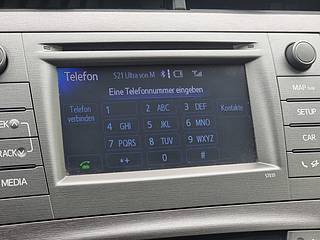 Telefon S21 Ultra von M
Eine Telefonnummer eingeben
Telefon verbinden
1 2 ABC 3 DEF
Kontakte
4 GHI 5 JKL 6 MNO
7 PQRS 8 TUV 9 WXYZ
*+ 0 #
MEDIA
MAP
SETUP
CAR